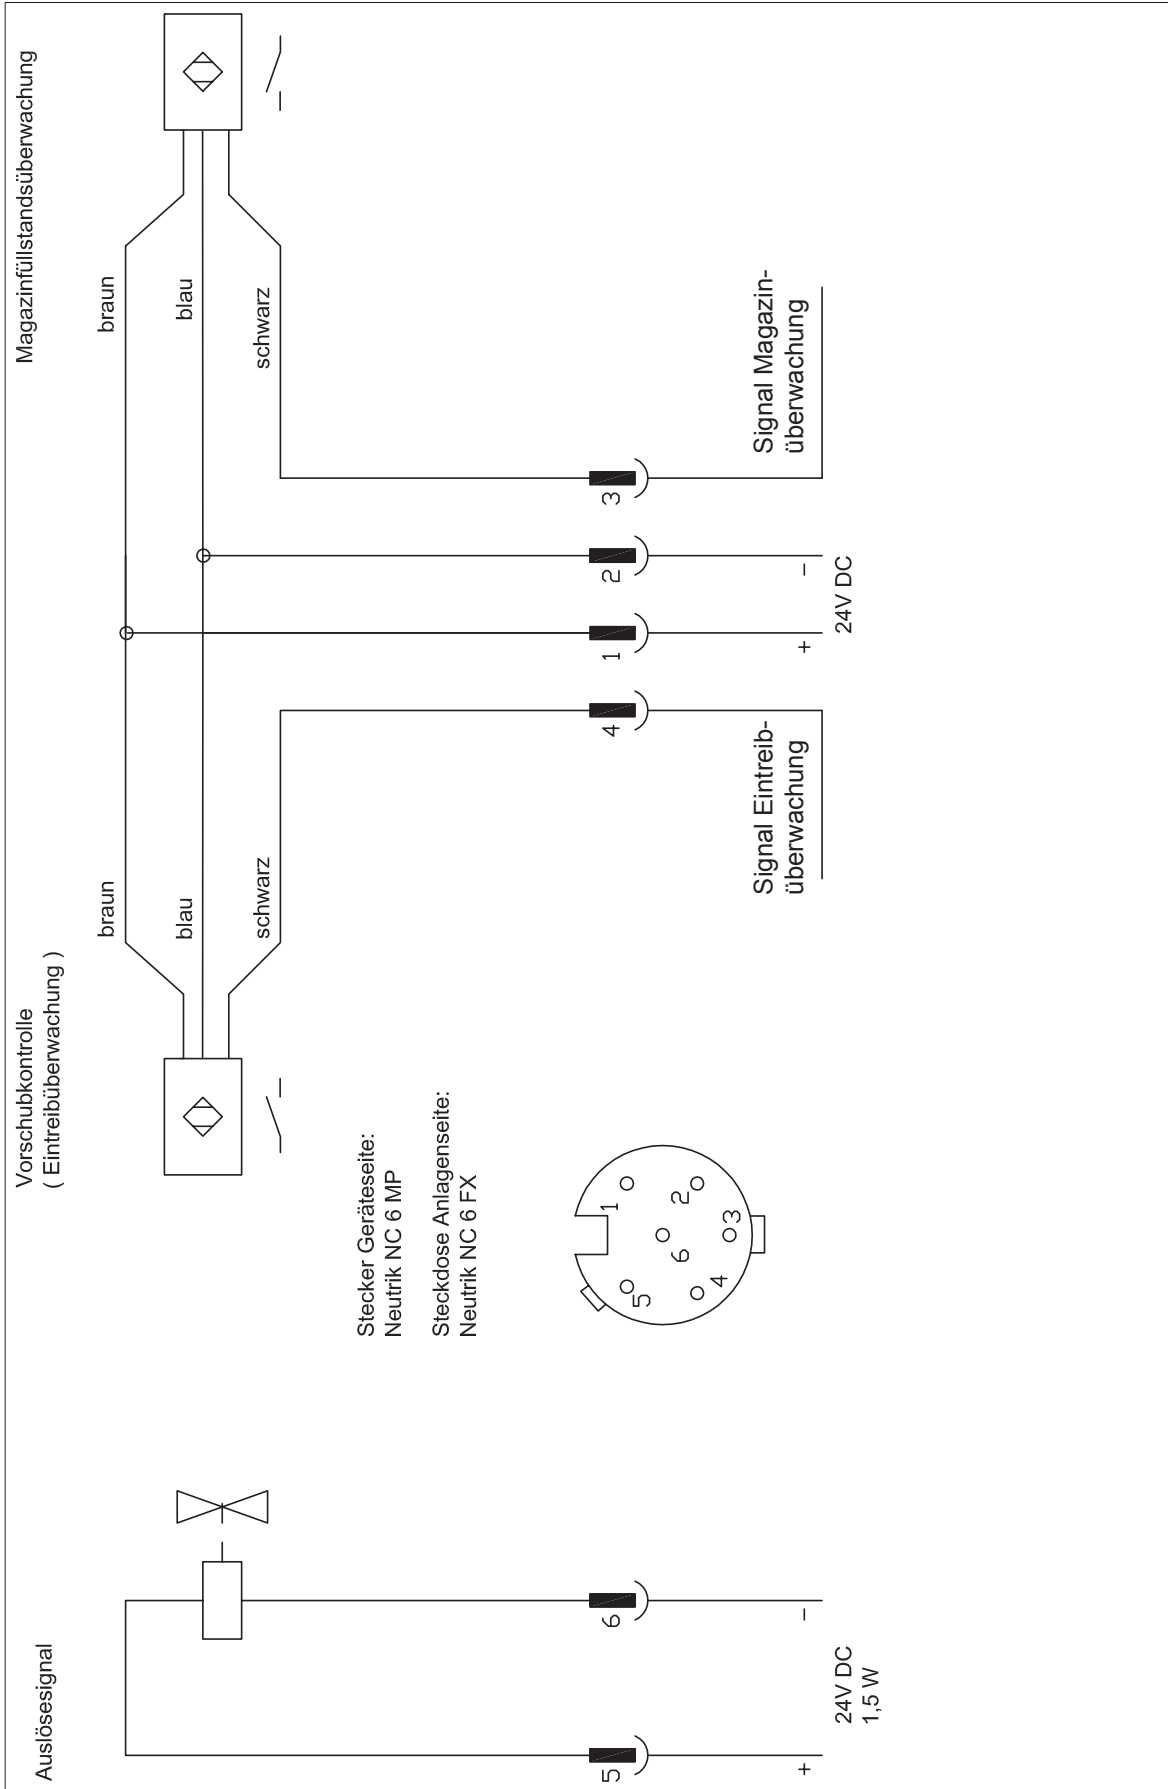 Auslösesignal
Vorschubkontrolle
( Eintreibüberwachung )
Magazinfüllstandsüberwachung
braun
braun
blau
blau
schwarz
schwarz
Stecker Geräteseite:
Neutrik NC 6 MP
Steckdose Anlagenseite:
Neutrik NC 6 FX
5
6
4
1
2
3
1
2
3
4
5
6
Signal Eintreib-
überwachung
Signal Magazin-
überwachung
+
–
+
–
24V DC
1,5 W
24V DC